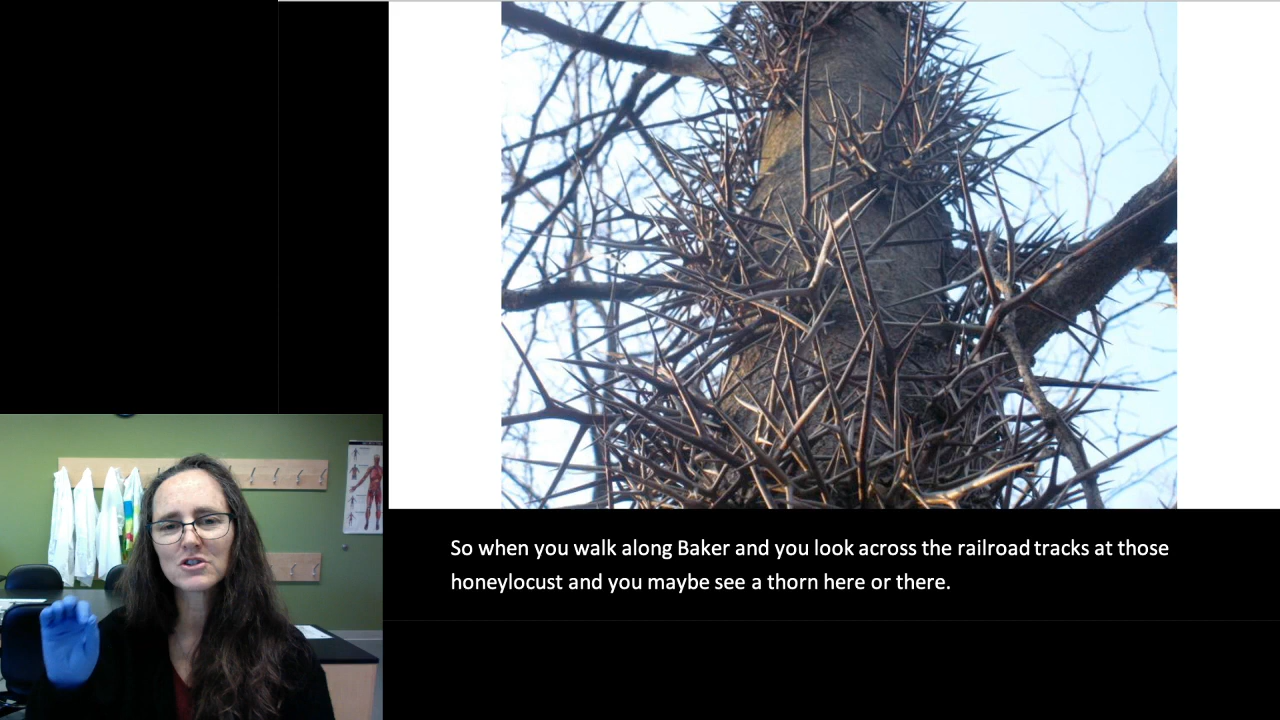 So when you walk along Baker and you look across the railroad tracks at those
honeylocust and you maybe see a thorn here or there.